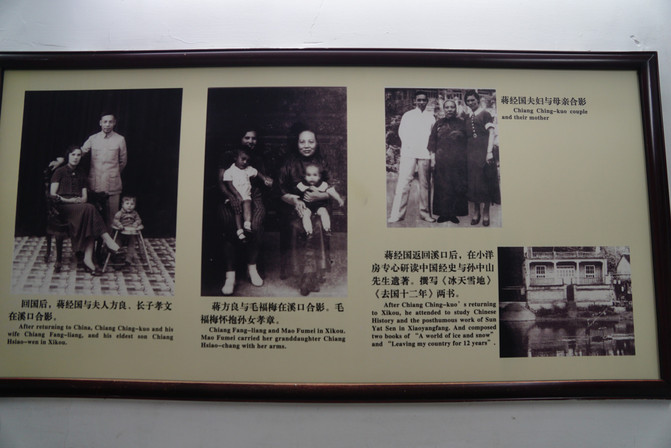 回国后，蒋经国与夫人方良、长子孝文
在溪口合影。
After returning to China, Chiang Ching-kuo and his
wife Chiang Fang-liang, and his eldest son Chiang
Hsiao-wen in Xikou.
蒋方良与毛福梅在溪口合影。毛
福梅怀抱孙女孝章。
Chiang Fang-liang and Mao Fumei in Xikou.
Mao Fumei carried her granddaughter Chiang
Hsiao-chang with her arms.
蒋经国夫妇与母亲合影
Chiang Ching-kuo couple
and their mother
蒋经国返回溪口后，在小洋
房专心研读中国经史与孙中山
先生遗著。撰写《冰天雪地》
《去国十二年》两书。
After Chiang Ching-kuo's returning
to Xikou, he attended to study Chinese
History and the posthumous work of Sun
Yat Sen in Xiaoyangfang. And composed
two books of “A world of ice and snow”
and “Leaving my country for 12 years”.